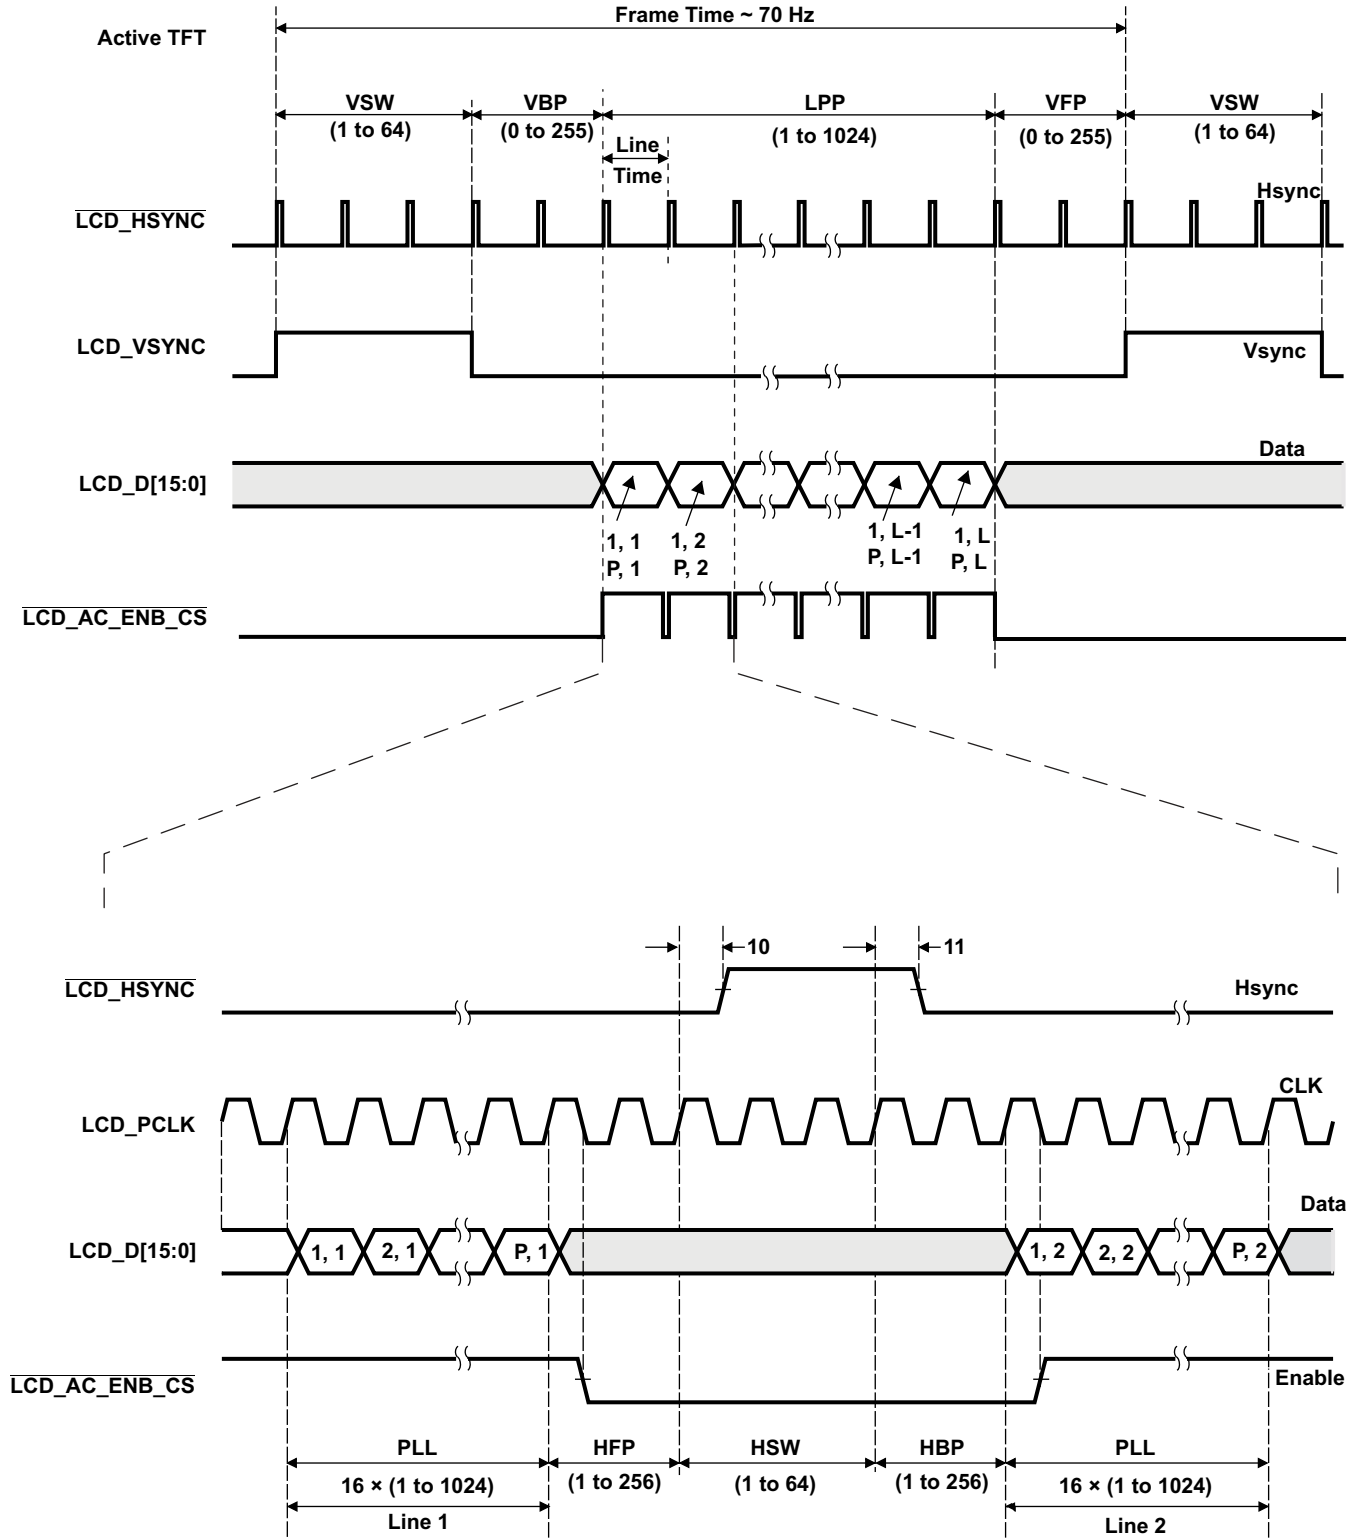 Frame Time ~ 70 Hz
Active TFT
VSW
(1 to 64)
VBP
(0 to 255)
LPP
(1 to 1024)
VFP
(0 to 255)
VSW
(1 to 64)
Line
Time
LCD_HSYNC
Hsync
LCD_VSYNC
Vsync
LCD_D[15:0]
Data
1, 1
P, 1
1, 2
P, 2
1, L-1
P, L-1
1, L
P, L
LCD_AC_ENB_CS
10
11
LCD_HSYNC
Hsync
LCD_PCLK
CLK
Data
LCD_D[15:0]
1, 1
2, 1
P, 1
1, 2
2, 2
P, 2
LCD_AC_ENB_CS
Enable
PLL
16 × (1 to 1024)
Line 1
HFP
(1 to 256)
HSW
(1 to 64)
HBP
(1 to 256)
PLL
16 × (1 to 1024)
Line 2